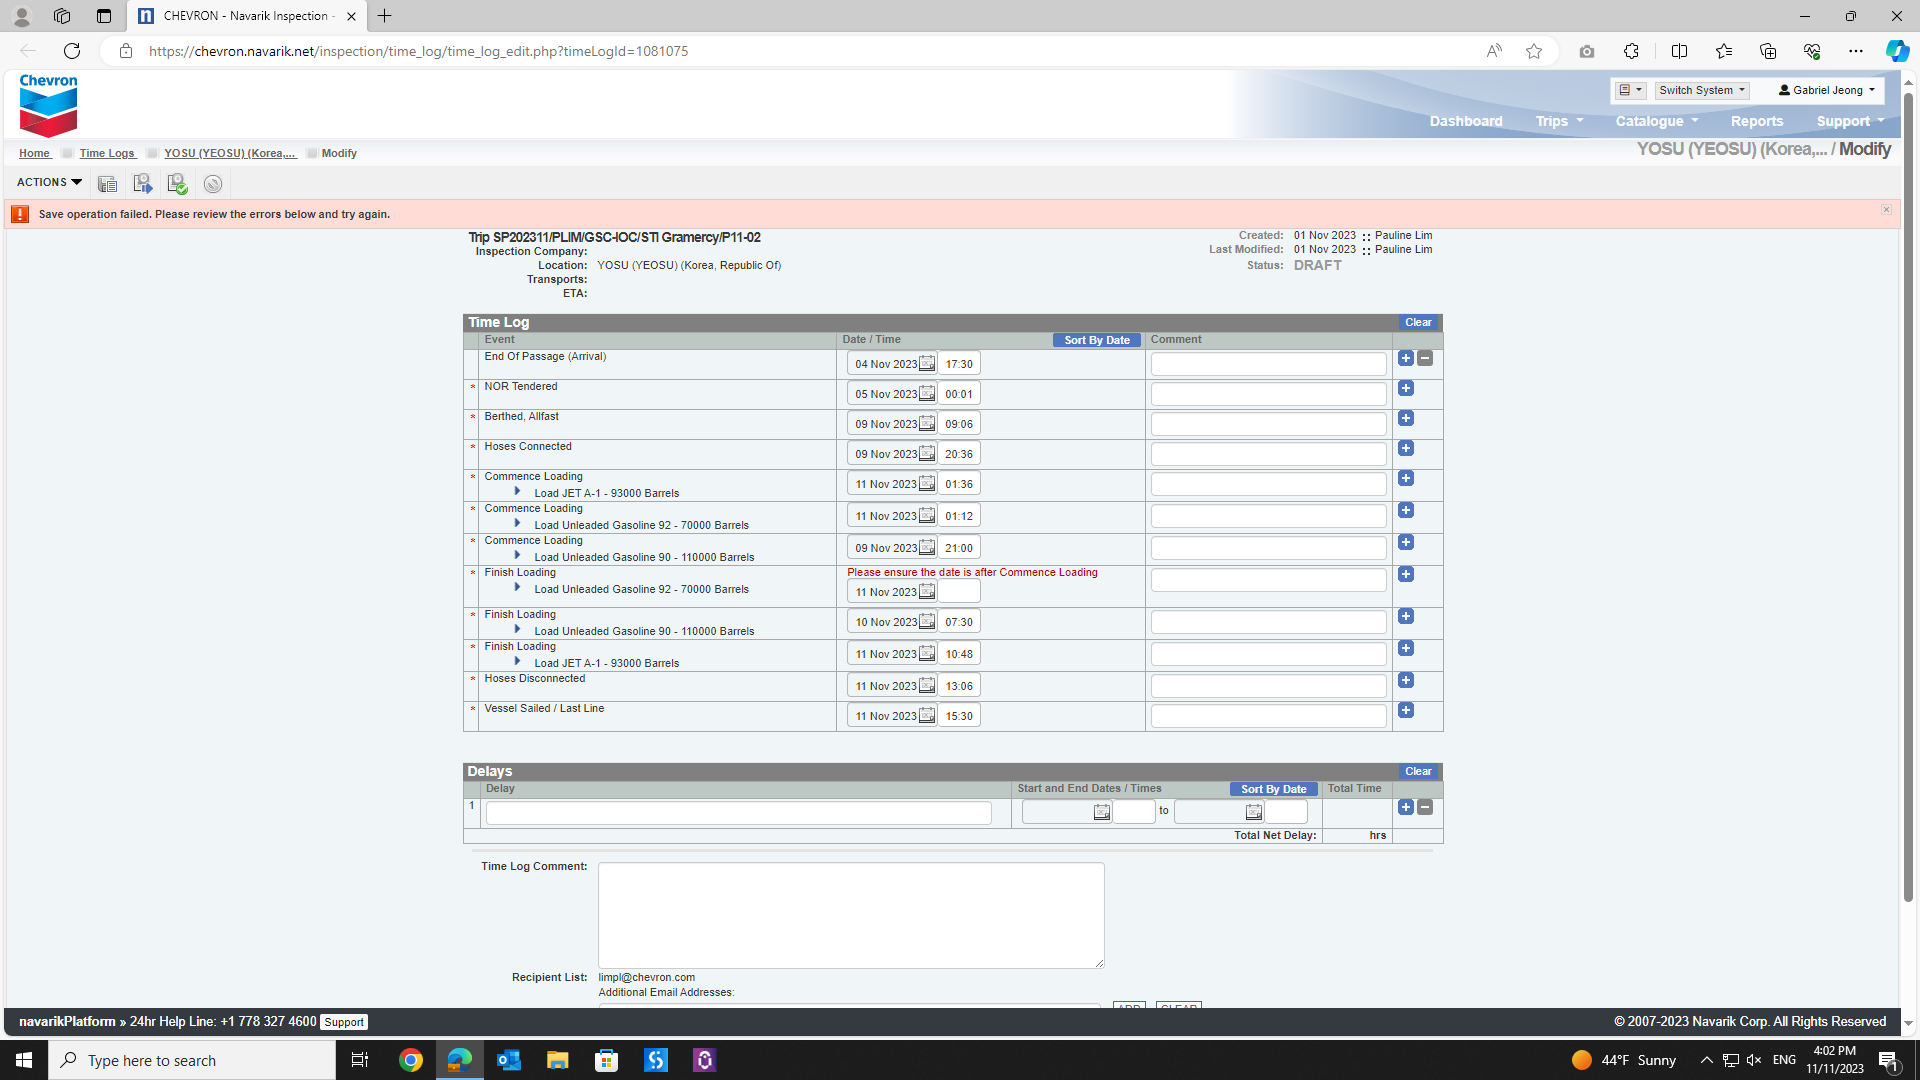 CHEVRON - Navarik Inspection -
https://chevron.navarik.net/inspection/time_log/time_log_edit.php?timeLogId=1081075
Chevron
Switch System
Gabriel Jeong
Dashboard Trips Catalogue Reports Support
Home Time Logs YOSU (YEOSU) (Korea,... Modify
YOSU (YEOSU) (Korea,... / Modify
ACTIONS
Save operation failed. Please review the errors below and try again.
Trip SP202311/PLIM/GSC-IOC/STI Gramercy/P11-02
Created: 01 Nov 2023 :: Pauline Lim
Inspection Company:
Last Modified: 01 Nov 2023 :: Pauline Lim
Location: YOSU (YEOSU) (Korea, Republic Of)
Status: DRAFT
Transports:
ETA:
Time Log Clear
Event Date / Time Sort By Date Comment
End Of Passage (Arrival) 04 Nov 2023 17:30
* NOR Tendered 05 Nov 2023 00:01
* Berthed, Allfast 09 Nov 2023 09:06
* Hoses Connected 09 Nov 2023 20:36
* Commence Loading 11 Nov 2023 01:36
Load JET A-1 - 93000 Barrels
* Commence Loading 11 Nov 2023 01:12
Load Unleaded Gasoline 92 - 70000 Barrels
* Commence Loading 09 Nov 2023 21:00
Load Unleaded Gasoline 90 - 110000 Barrels
* Finish Loading Please ensure the date is after Commence Loading
Load Unleaded Gasoline 92 - 70000 Barrels 11 Nov 2023
* Finish Loading 10 Nov 2023 07:30
Load Unleaded Gasoline 90 - 110000 Barrels
* Finish Loading 11 Nov 2023 10:48
Load JET A-1 - 93000 Barrels
* Hoses Disconnected 11 Nov 2023 13:06
* Vessel Sailed / Last Line 11 Nov 2023 15:30
Delays Clear
Delay Start and End Dates / Times Sort By Date Total Time
1 to
Total Net Delay: hrs
Time Log Comment:
Recipient List: limpl@chevron.com
Additional Email Addresses:
ADD CLEAR
navarikPlatform » 24hr Help Line: +1 778 327 4600 Support
© 2007-2023 Navarik Corp. All Rights Reserved
Type here to search
44°F Sunny
ENG
4:02 PM
11/11/2023
1